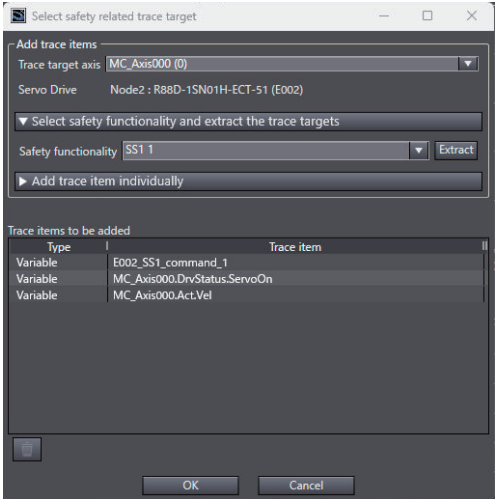 Select safety related trace target
Add trace items
Trace target axis MC_Axis000 (0)
Servo Drive Node2 : R88D-1SN01H-ECT-51 (E002)
▼ Select safety functionality and extract the trace targets
Safety functionality SS1 1 Extract
▶ Add trace item individually
Trace items to be added
Type Trace item
Variable E002_SS1_command_1
Variable MC_Axis000.DrvStatus.ServoOn
Variable MC_Axis000.Act.Vel
OK Cancel